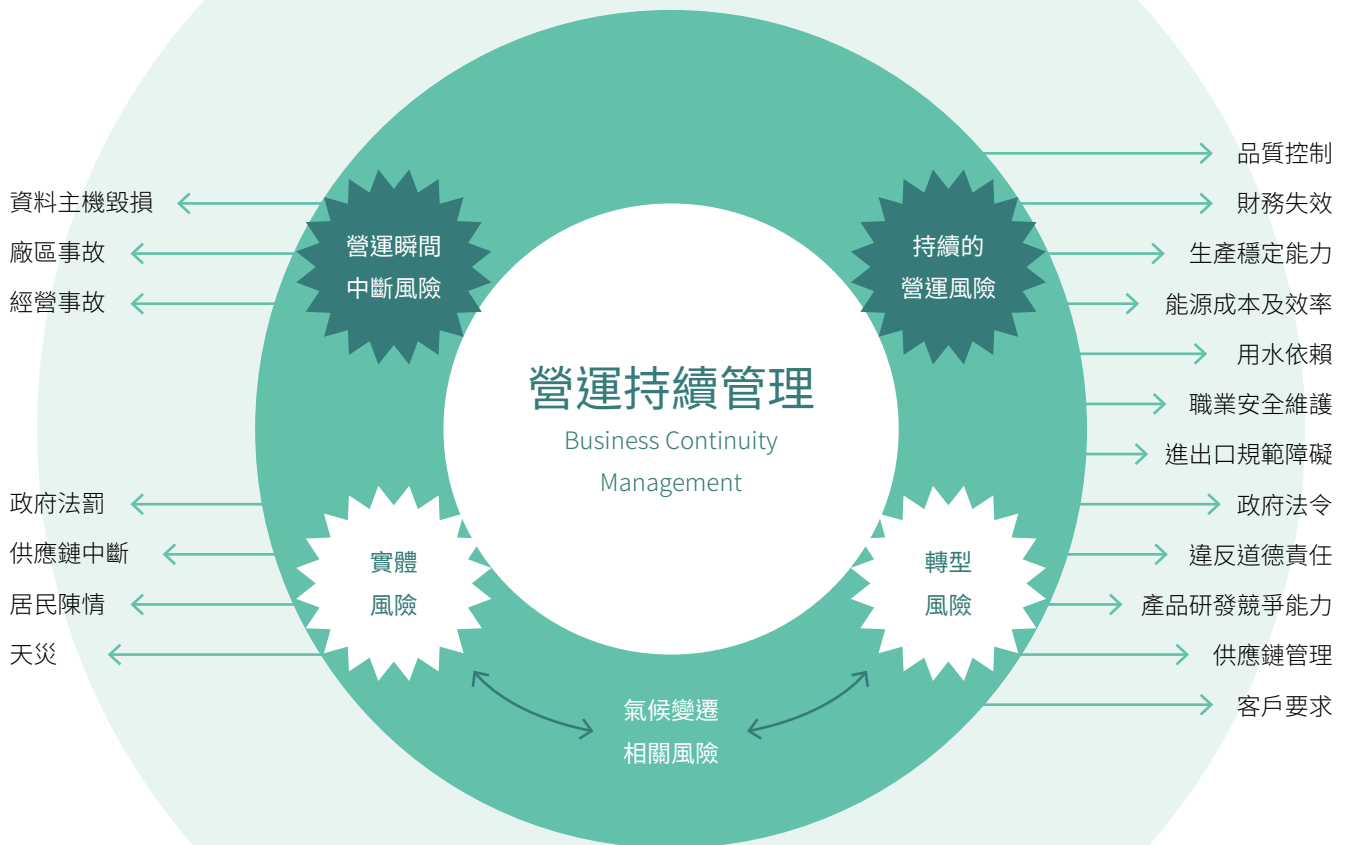 資料主機毀損
廠區事故
經營事故
營運瞬間
中斷風險
持續的
營運風險
品質控制
財務失效
生產穩定能力
能源成本及效率
用水依賴
職業安全維護
進出口規範障礙
政府法令
違反道德責任
產品研發競爭能力
供應鏈管理
客戶要求
營運持續管理
Business Continuity
Management
政府法罰
供應鏈中斷
居民陳情
天災
實體
風險
轉型
風險
氣候變遷
相關風險